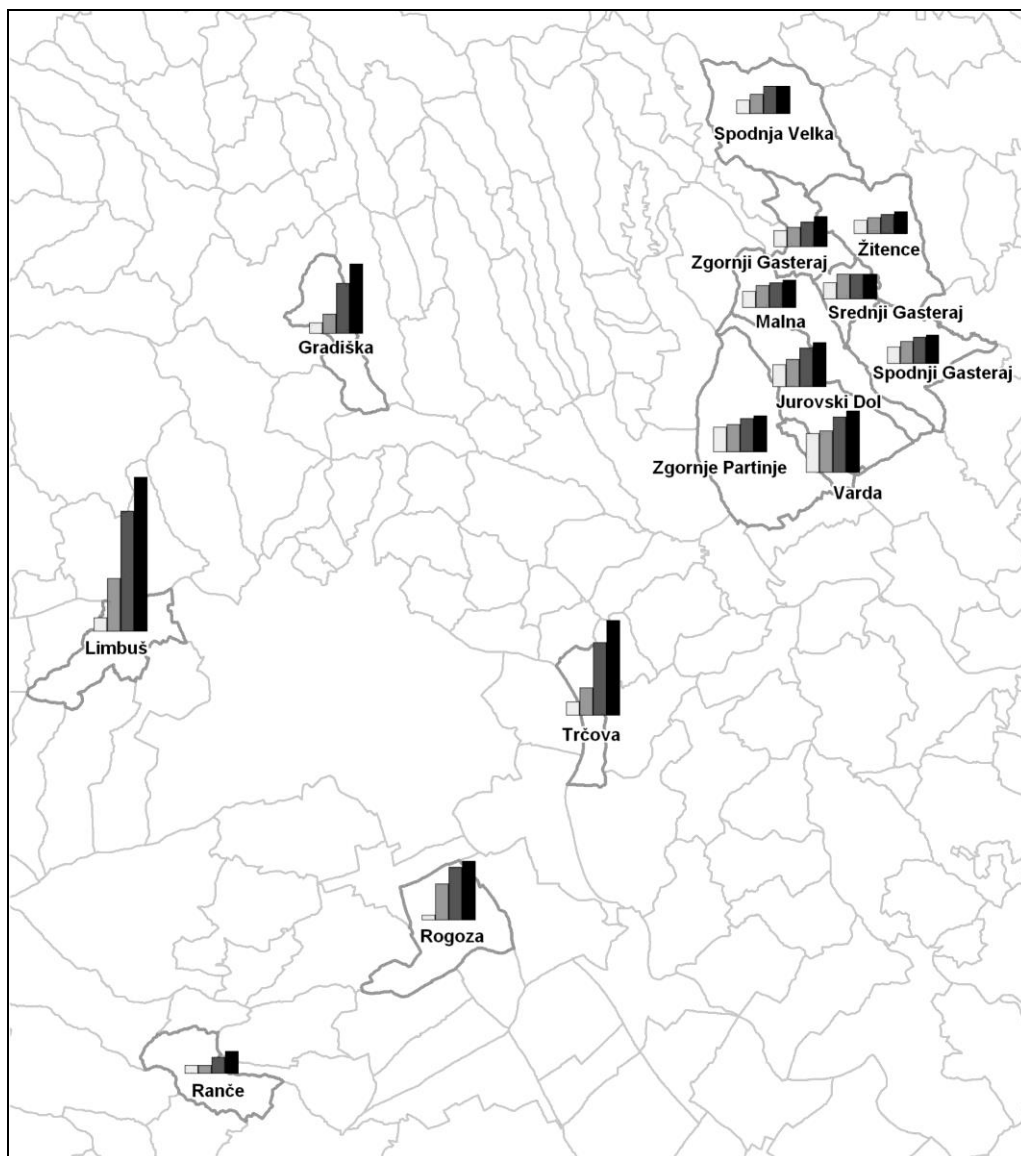 Spodnja Velka
Zgornji Gasteraj
Žitence
Malna
Srednji Gasteraj
Gradiška
Spodnji Gasteraj
Jurovski Dol
Zgornje Partinje
Varda
Limbuš
Trčova
Rogoza
Ranče